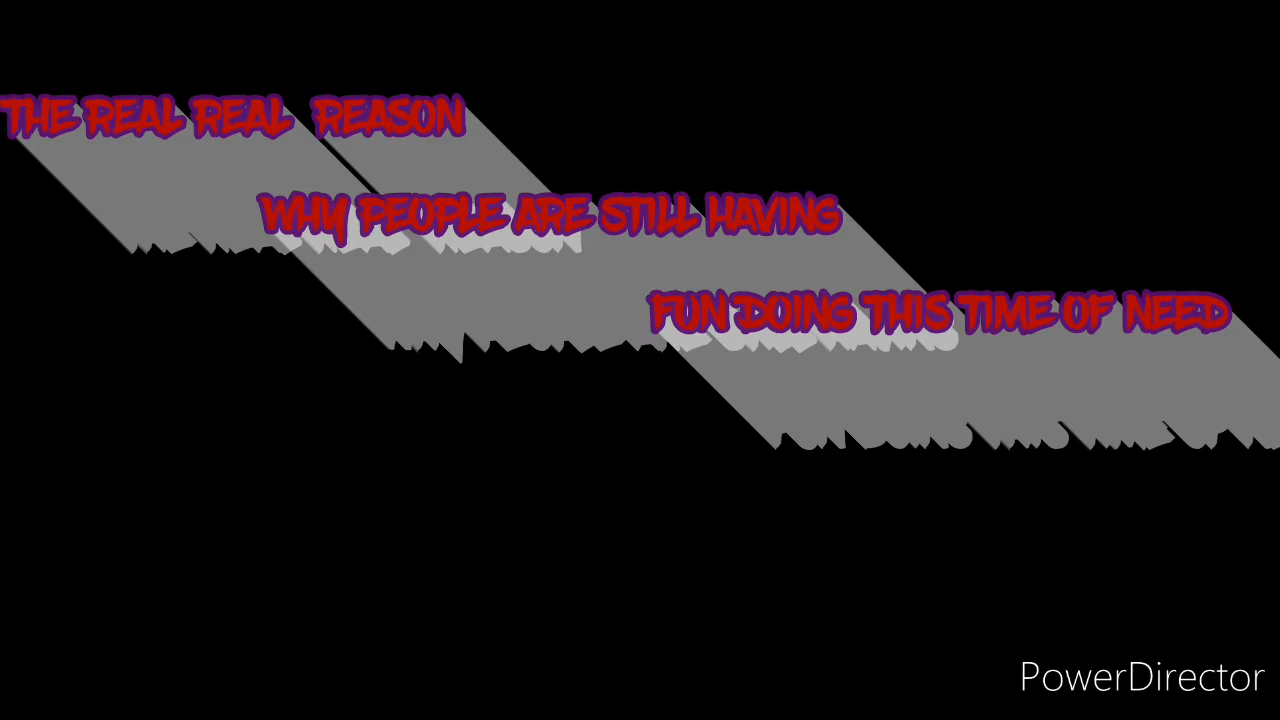 THE REAL REAL REASON
WHY PEOPLE ARE STILL HAVING
FUN DOING THIS TIME OF NEED
PowerDirector